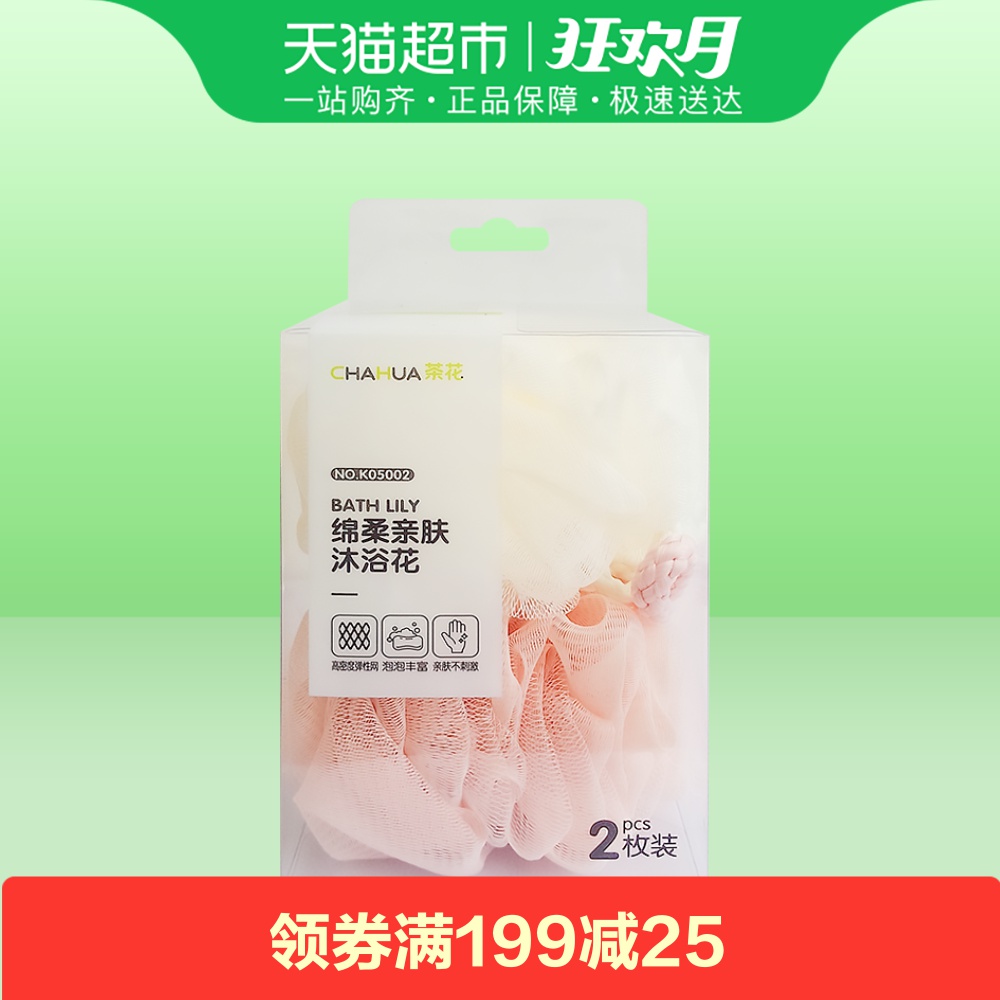 天猫超市|狂欢月
一站购齐·正品保障·极速送达
CHAHUA 茶花
NO.K05002
BATH LILY
绵柔亲肤
沐浴花
高密度弹性网 泡泡丰富 亲肤不刺激
2 pcs
枚装
领券满199减25